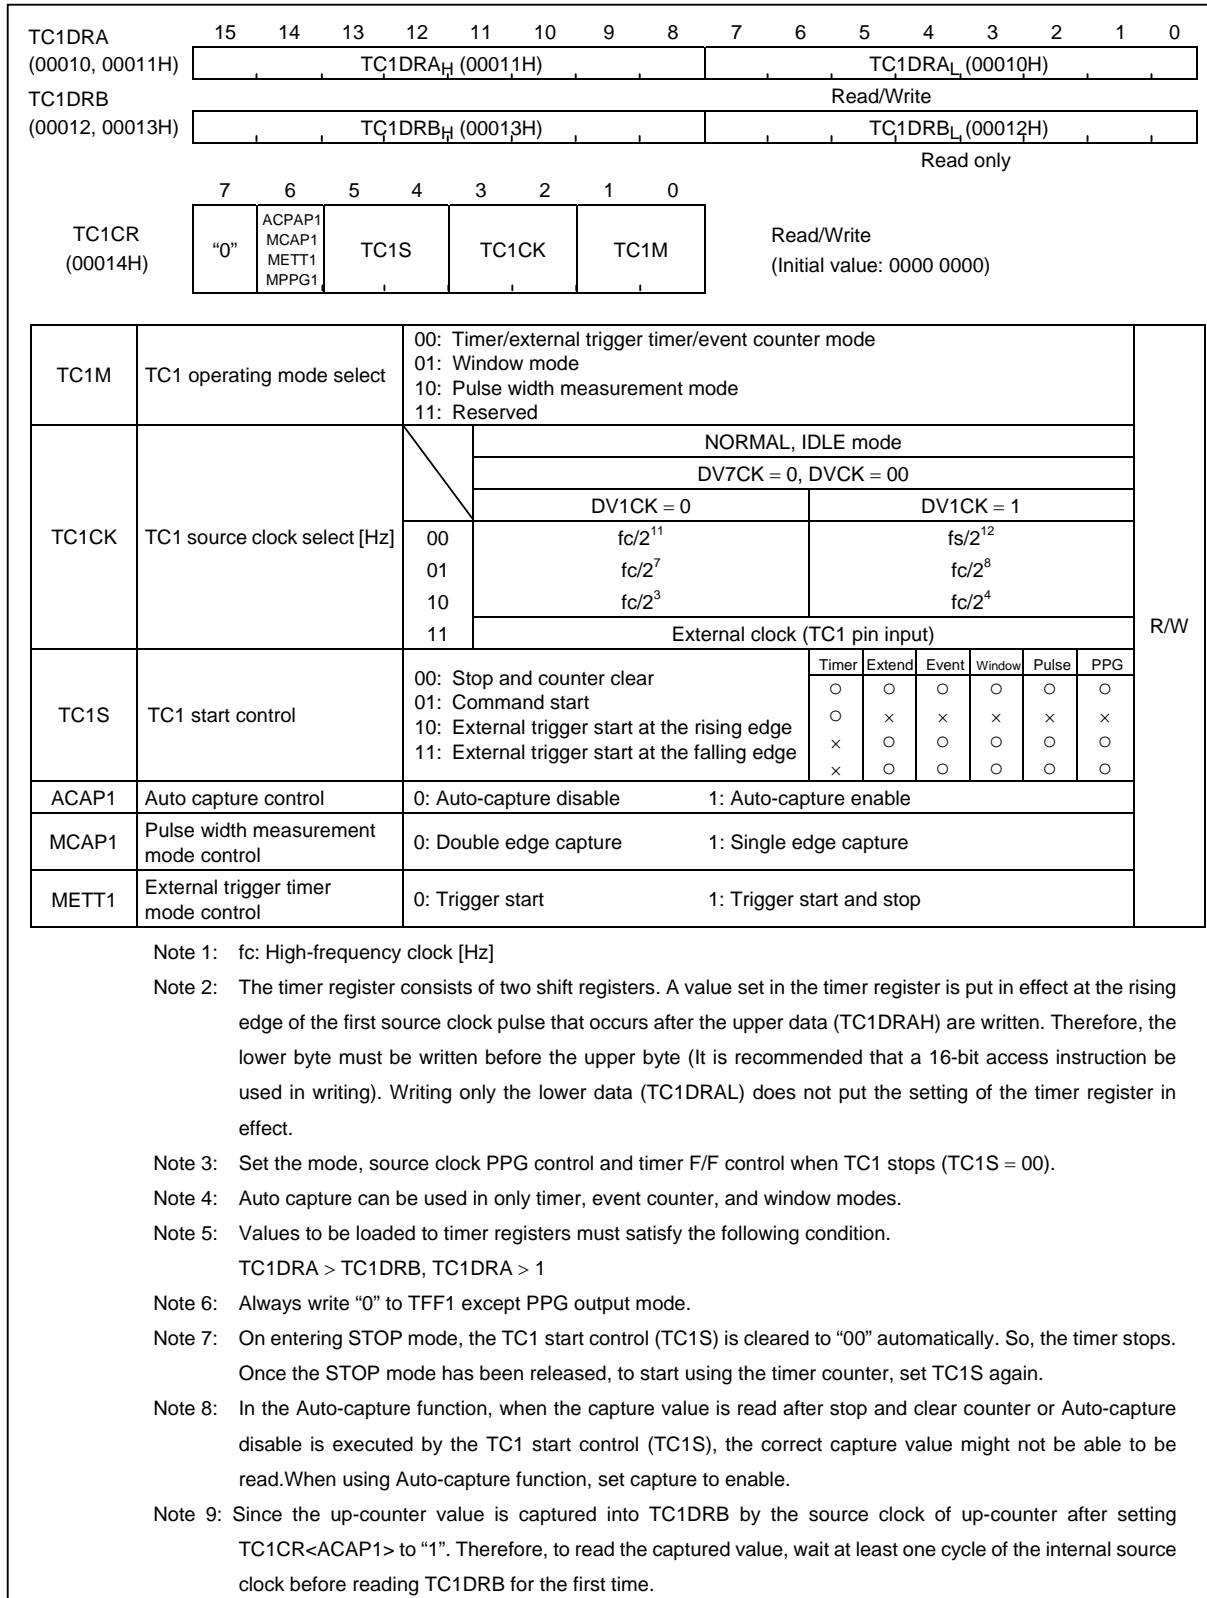 TC1DRA 15 14 13 12 11 10 9 8 7 6 5 4 3 2 1 0
(00010, 00011H) TC1DRAH (00011H) TC1DRAL (00010H)
TC1DRB Read/Write
(00012, 00013H) TC1DRBH (00013H) TC1DRBL (00012H)
Read only
7 6 5 4 3 2 1 0
TC1CR
(00014H)
“0”
ACPAP1
MCAP1
METT1
MPPG1
TC1S TC1CK TC1M
Read/Write
(Initial value: 0000 0000)
TC1M TC1 operating mode select
00: Timer/external trigger timer/event counter mode
01: Window mode
10: Pulse width measurement mode
11: Reserved
R/W
TC1CK TC1 source clock select [Hz]
NORMAL, IDLE mode
DV7CK = 0, DVCK = 00
DV1CK = 0 DV1CK = 1
00 fc/2^11 fs/2^12
01 fc/2^7 fc/2^8
10 fc/2^3 fc/2^4
11 External clock (TC1 pin input)
TC1S TC1 start control
Timer Extend Event Window Pulse PPG
00: Stop and counter clear ○ ○ ○ ○ ○ ○
01: Command start ○ × × × × ×
10: External trigger start at the rising edge × ○ ○ ○ ○ ○
11: External trigger start at the falling edge × ○ ○ ○ ○ ○
ACAP1 Auto capture control 0: Auto-capture disable 1: Auto-capture enable
MCAP1 Pulse width measurement
mode control 0: Double edge capture 1: Single edge capture
METT1 External trigger timer
mode control 0: Trigger start 1: Trigger start and stop
Note 1: fc: High-frequency clock [Hz]
Note 2: The timer register consists of two shift registers. A value set in the timer register is put in effect at the rising
edge of the first source clock pulse that occurs after the upper data (TC1DRAH) are written. Therefore, the
lower byte must be written before the upper byte (It is recommended that a 16-bit access instruction be
used in writing). Writing only the lower data (TC1DRAL) does not put the setting of the timer register in
effect.
Note 3: Set the mode, source clock PPG control and timer F/F control when TC1 stops (TC1S = 00).
Note 4: Auto capture can be used in only timer, event counter, and window modes.
Note 5: Values to be loaded to timer registers must satisfy the following condition.
TC1DRA > TC1DRB, TC1DRA > 1
Note 6: Always write “0” to TFF1 except PPG output mode.
Note 7: On entering STOP mode, the TC1 start control (TC1S) is cleared to “00” automatically. So, the timer stops.
Once the STOP mode has been released, to start using the timer counter, set TC1S again.
Note 8: In the Auto-capture function, when the capture value is read after stop and clear counter or Auto-capture
disable is executed by the TC1 start control (TC1S), the correct capture value might not be able to be
read.When using Auto-capture function, set capture to enable.
Note 9: Since the up-counter value is captured into TC1DRB by the source clock of up-counter after setting
TC1CR<ACAP1> to “1”. Therefore, to read the captured value, wait at least one cycle of the internal source
clock before reading TC1DRB for the first time.